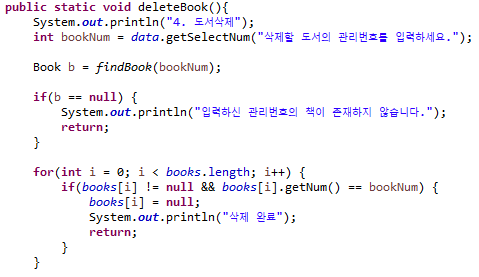 public static void deleteBook(){
System.out.println("4. 도서삭제");
int bookNum = data.getSelectNum("삭제할 도서의 관리번호를 입력하세요.");
Book b = findBook(bookNum);
if(b == null) {
System.out.println("입력하신 관리번호의 책이 존재하지 않습니다.");
return;
}
for(int i = 0; i < books.length; i++) {
if(books[i] != null && books[i].getNum() == bookNum) {
books[i] = null;
System.out.println("삭제 완료");
return;
}
}